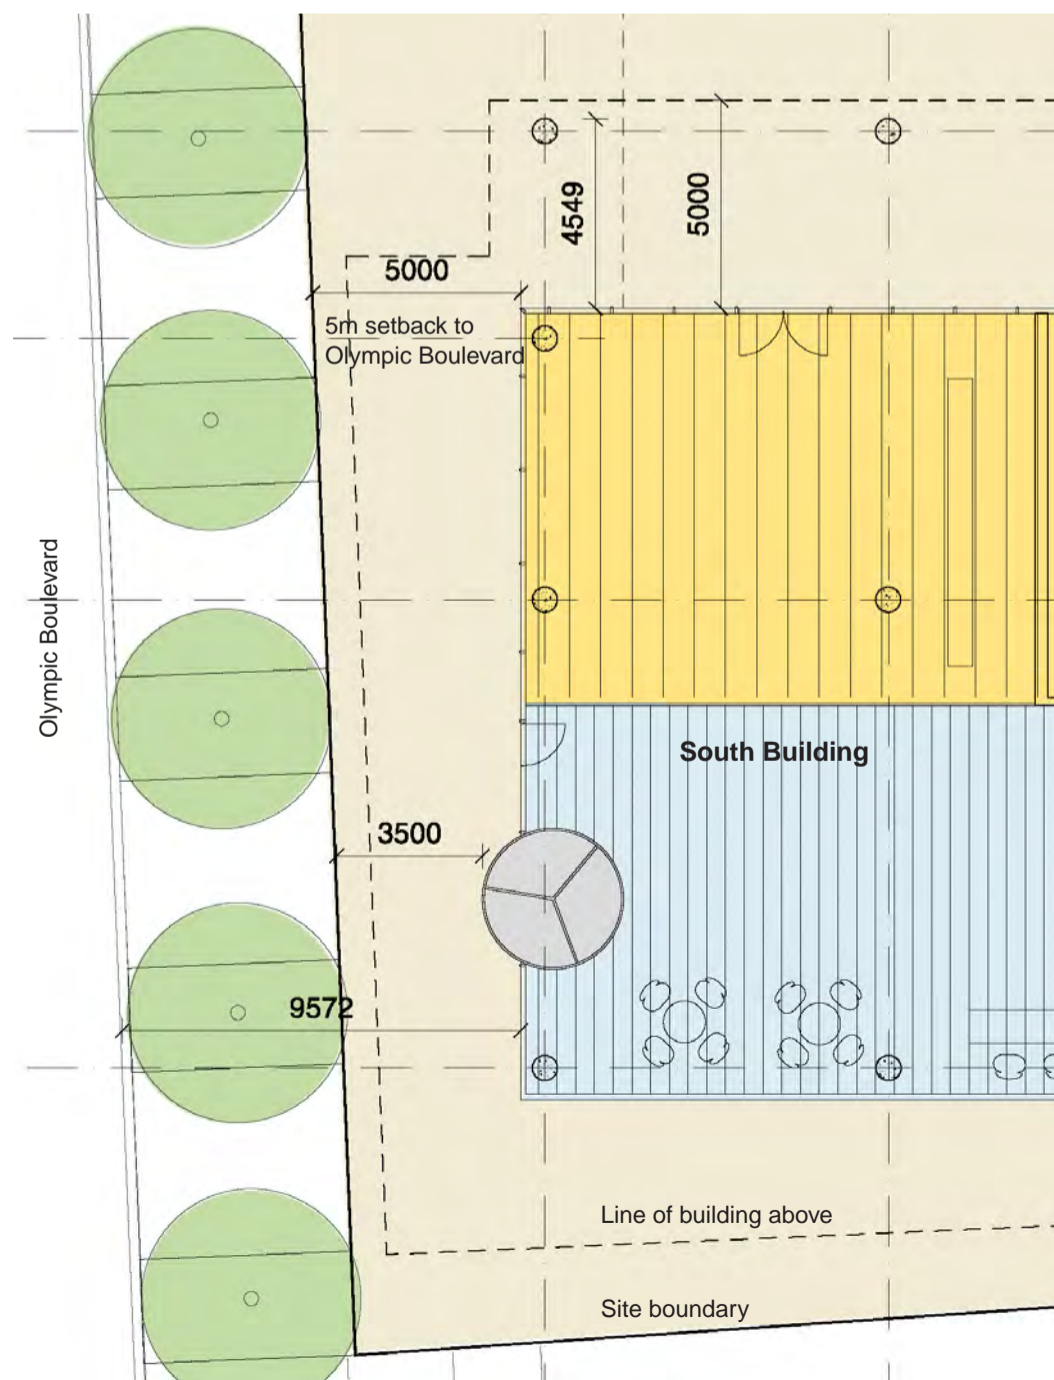 4549
5000
5000
5m setback to
Olympic Boulevard
Olympic Boulevard
South Building
3500
9572
Line of building above
Site boundary